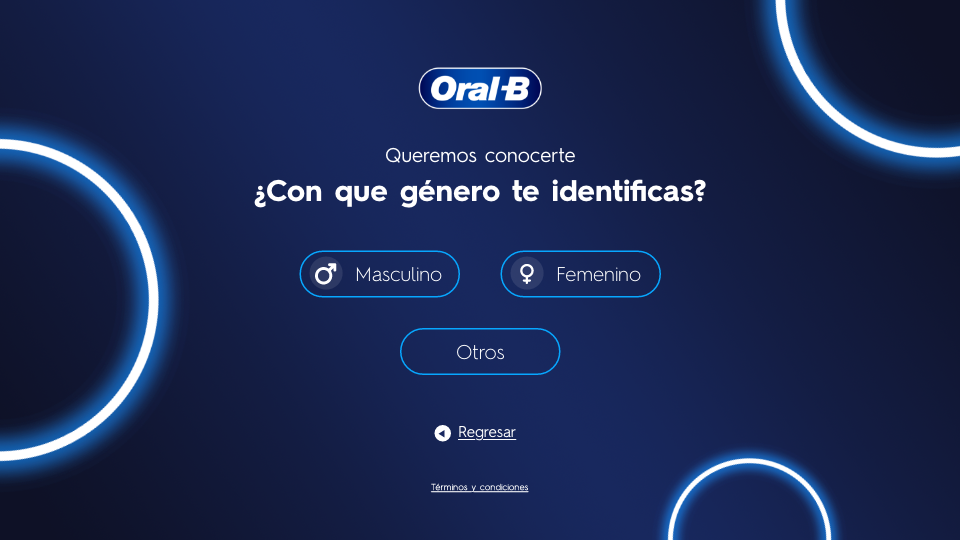 Oral-B
Queremos conocerte
¿Con que género te identificas?
Masculino
Femenino
Otros
Regresar
Términos y condiciones